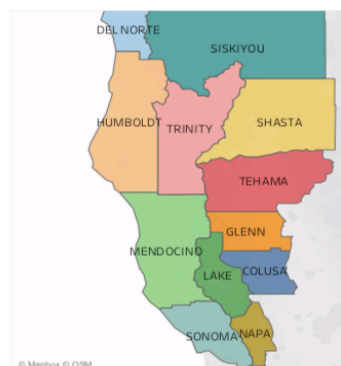 DEL NORTE
SISKIYOU
HUMBOLDT
TRINITY
SHASTA
TEHAMA
GLENN
MENDOCINO
LAKE
COLUSA
SONOMA
NAPA
© Mapbox © OSM